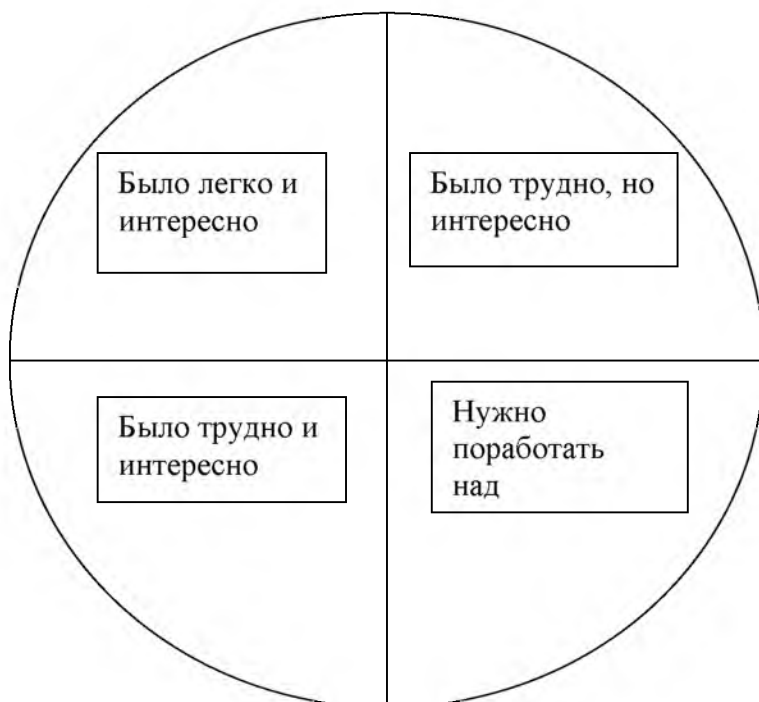 Было легко и
интересно
Было трудно, но
интересно
Было трудно и
интересно
Нужно
поработать
над